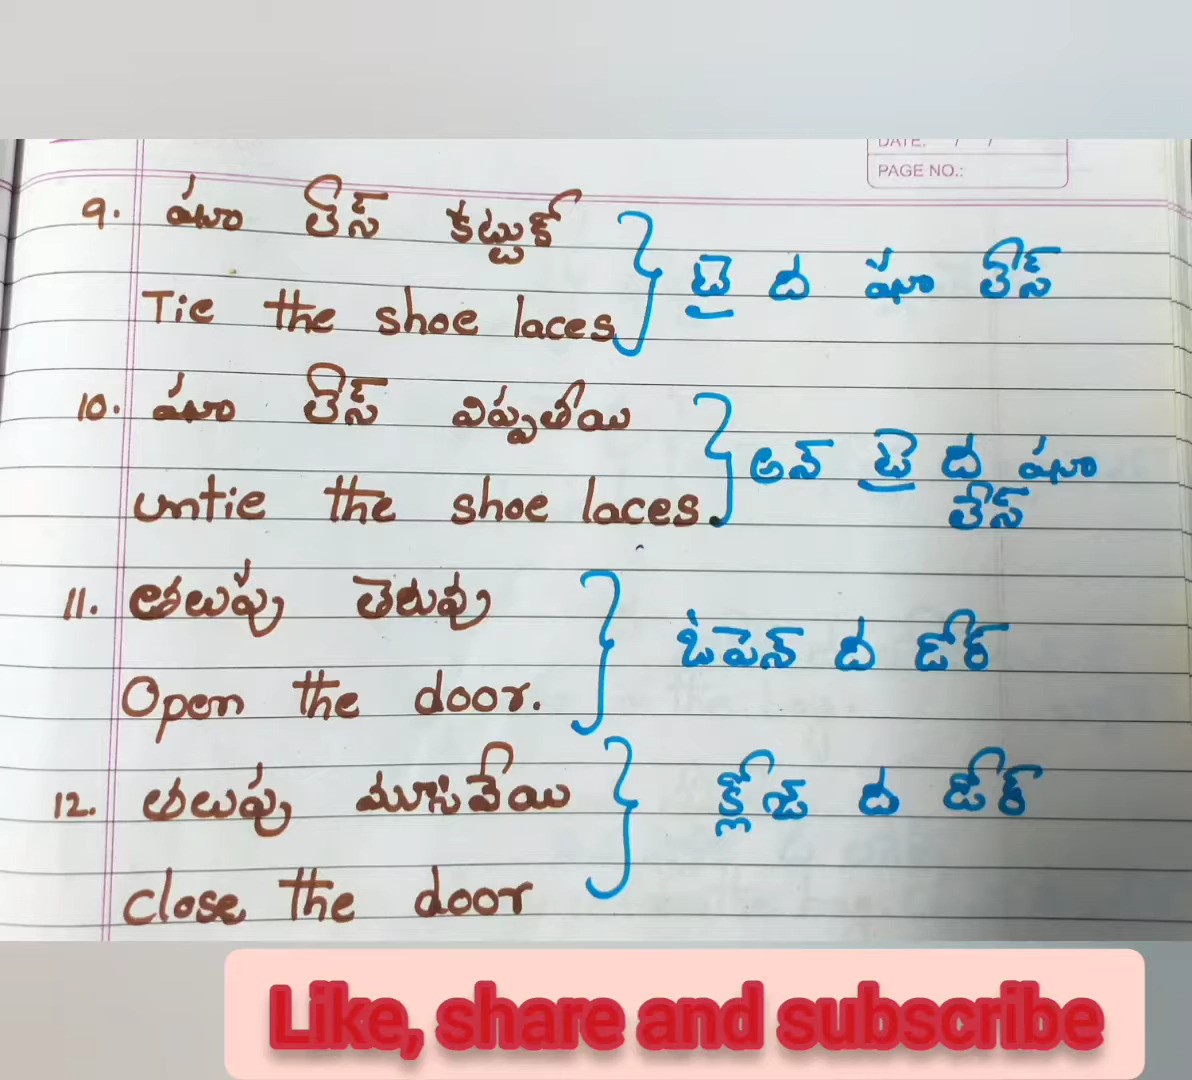 DATE: / /
PAGE NO.:
9. షూ లేస్ కట్టుకో
టై ద షూ లేస్
Tie the shoe laces
10. షూ లేస్ విప్పుతీయి
అన్ టై ద షూ
లేస్
untie the shoe laces.
11. తలుపు తెరువు
ఓపెన్ ద డోర్
Open the door.
12. తలుపు మూసివేయి
క్లోజ్ ద డోర్
close the door
Like, share and subscribe